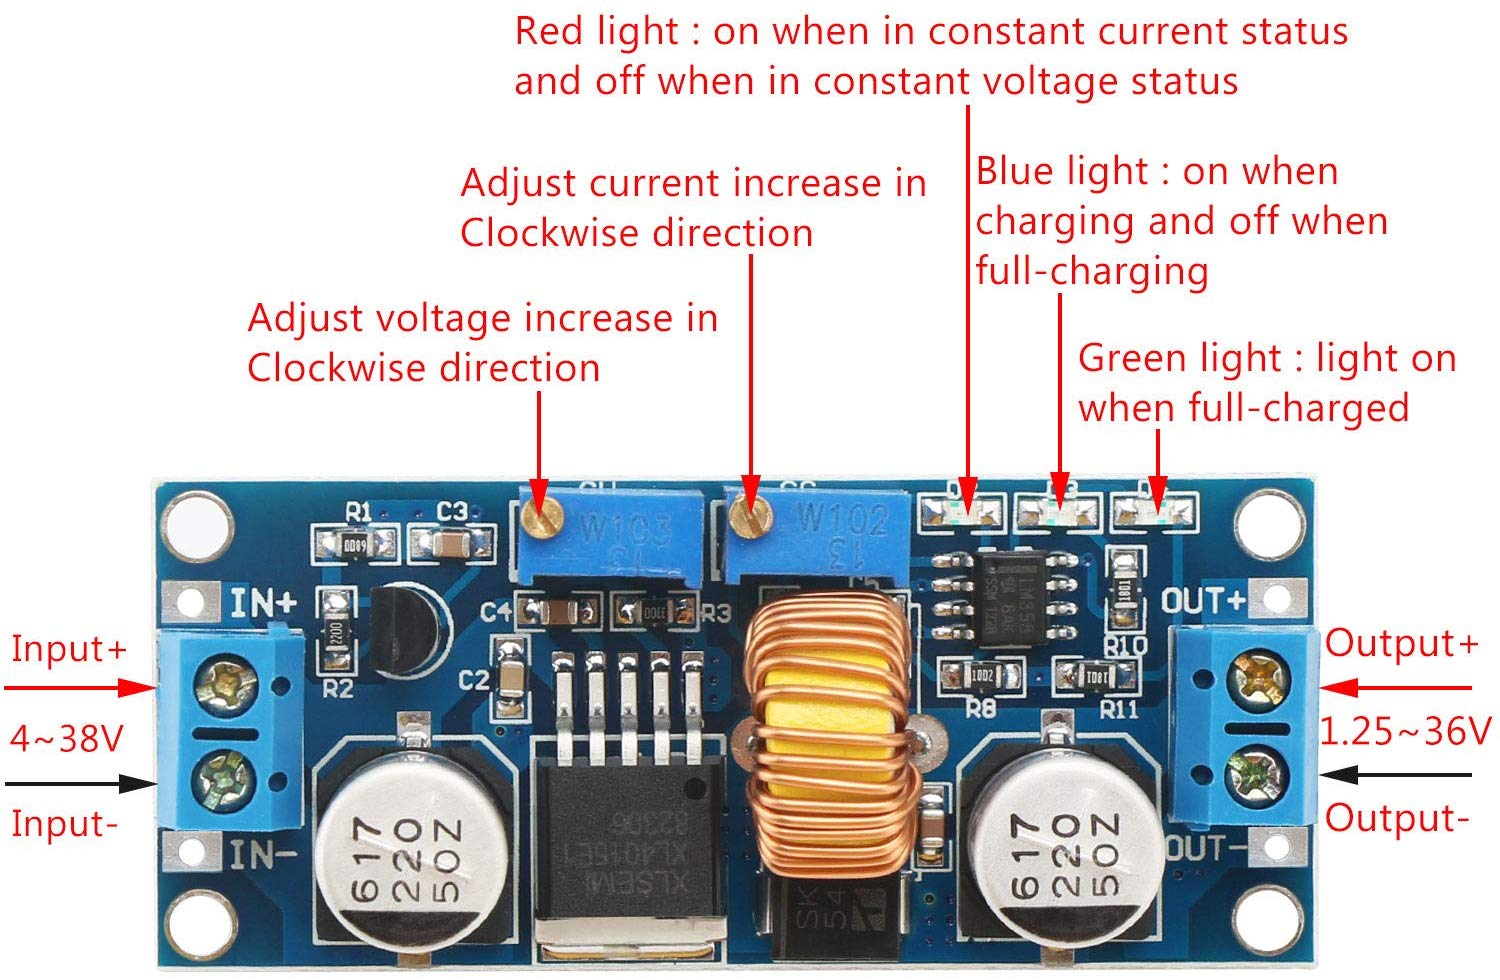 Red light : on when in constant current status
and off when in constant voltage status
Adjust current increase in
Clockwise direction
Blue light : on when
charging and off when
full-charging
Adjust voltage increase in
Clockwise direction
Green light : light on
when full-charged
R1
C3
W103
W102
13
IN+
R2
C4
R3
C2
LM358
R10
R8
R11
OUT+
Input+
4~38V
Input-
Output+
1.25~36V
Output-
IN-
OUT-
617
220
50Z
XLSEMI
XL4015E1
SK
54
617
220
50Z
2200
1002